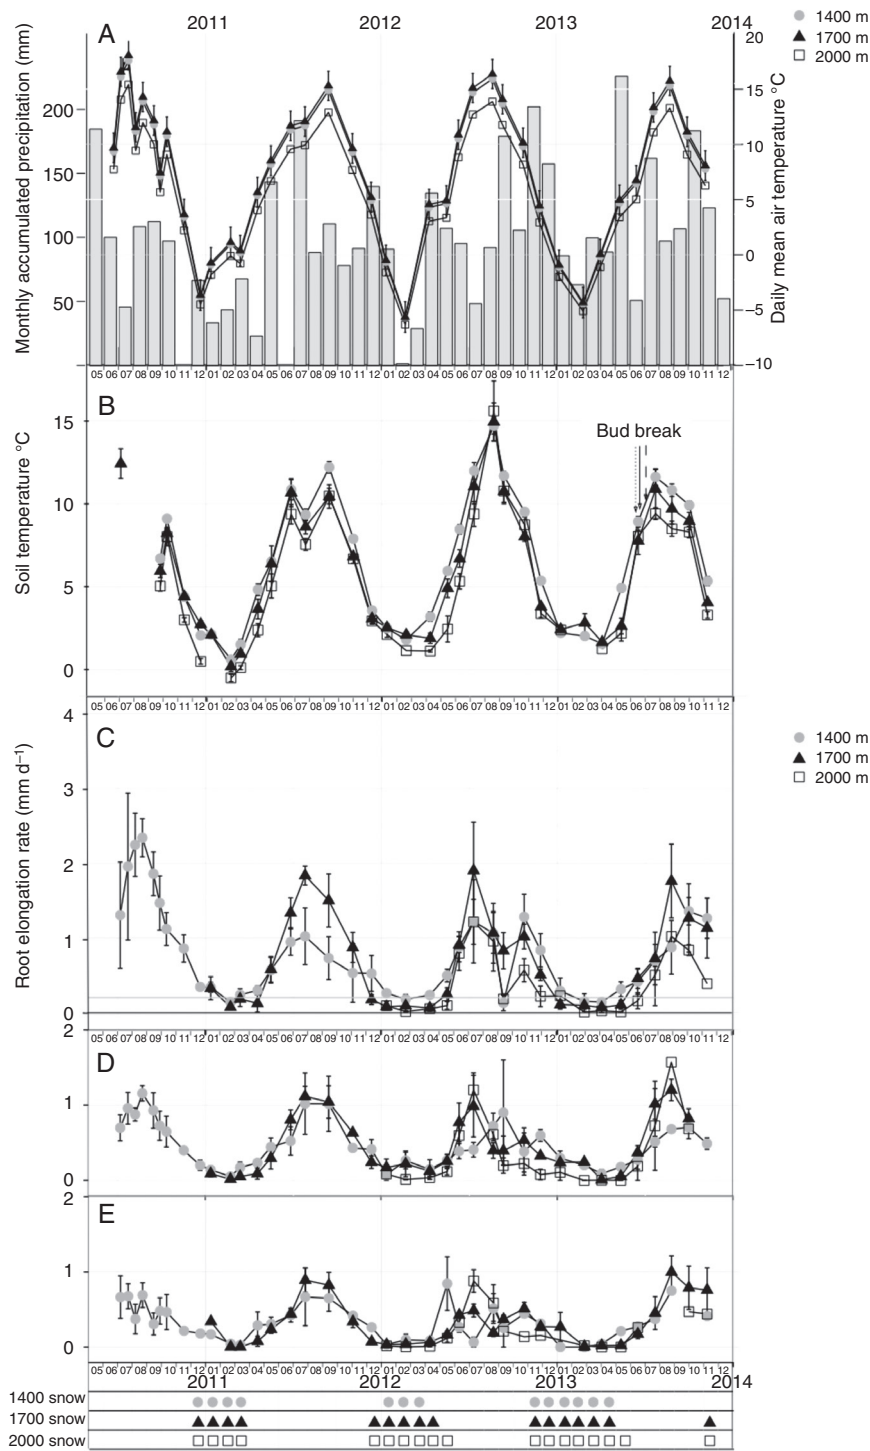 2011 2012 2013 2014
A
1400 m
1700 m
2000 m
Monthly accumulated precipitation (mm)
200
150
100
50
Daily mean air temperature °C
20
15
10
5
0
−5
−10
05 06 07 08 09 10 11 12 01 02 03 04 05 06 07 08 09 10 11 12 01 02 03 04 05 06 07 08 09 10 11 12 01 02 03 04 05 06 07 08 09 10 11 12
B
Bud break
Soil temperature °C
15
10
5
0
05 06 07 08 09 10 11 12 01 02 03 04 05 06 07 08 09 10 11 12 01 02 03 04 05 06 07 08 09 10 11 12 01 02 03 04 05 06 07 08 09 10 11 12
C
1400 m
1700 m
2000 m
Root elongation rate (mm d–1)
4
3
2
1
0
05 06 07 08 09 10 11 12 01 02 03 04 05 06 07 08 09 10 11 12 01 02 03 04 05 06 07 08 09 10 11 12 01 02 03 04 05 06 07 08 09 10 11 12
D
2
1
0
E
2
1
0
05 06 07 08 09 10 11 12 01 02 03 04 05 06 07 08 09 10 11 12 01 02 03 04 05 06 07 08 09 10 11 12 01 02 03 04 05 06 07 08 09 10 11 12
2011 2012 2013 2014
1400 snow
1700 snow
2000 snow